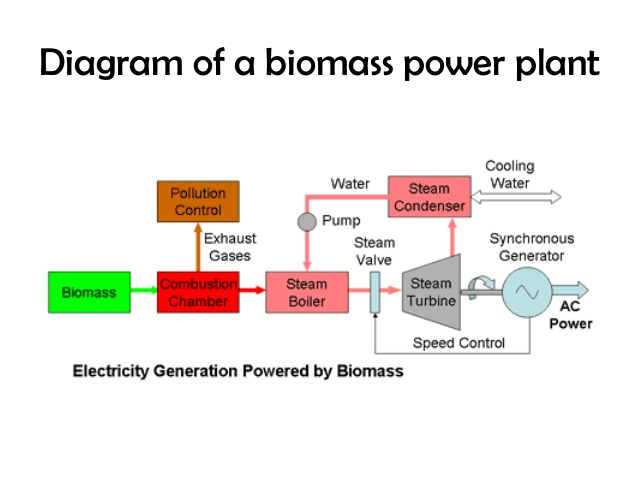 Diagram of a biomass power plant
Cooling
Water
Water
Steam
Condenser
Pollution
Control
Pump
Exhaust
Gases
Steam
Valve
Synchronous
Generator
Biomass
Combustion
Chamber
Steam
Boiler
Steam
Turbine
AC
Power
Speed Control
Electricity Generation Powered by Biomass